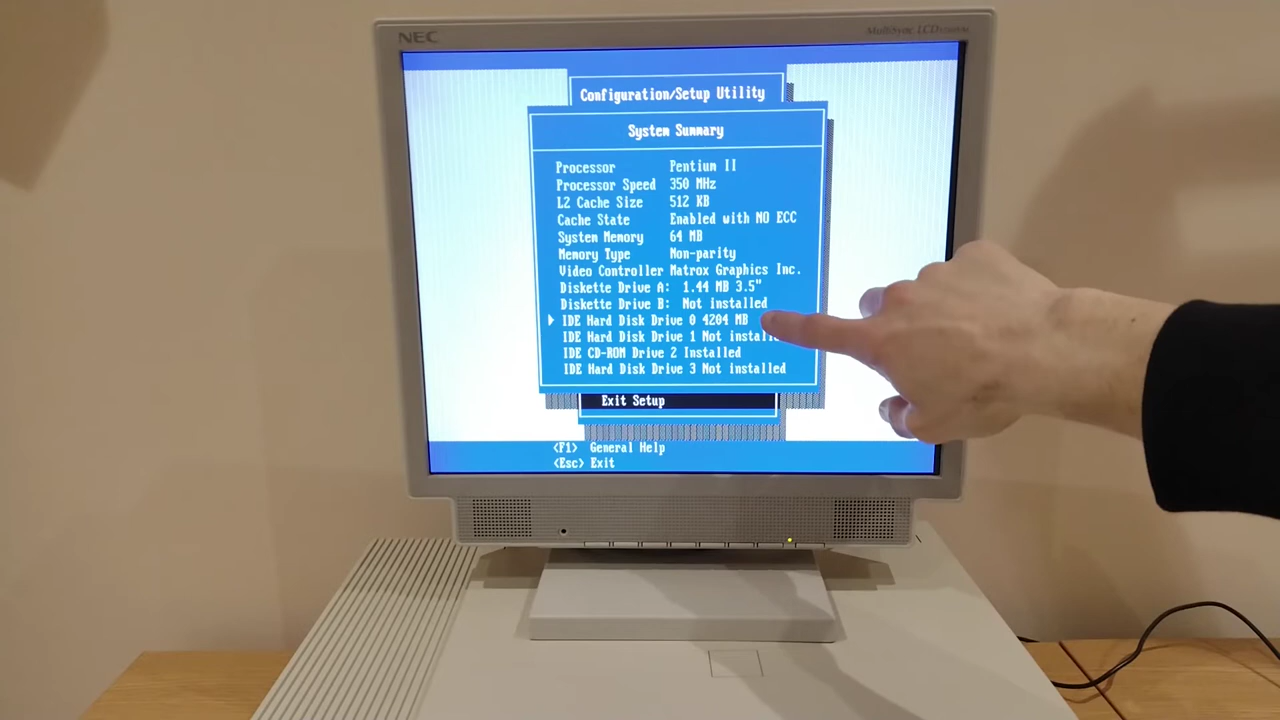 NEC
MultiSync LCD
Configuration/Setup Utility
System Summary
Processor Pentium II
Processor Speed 350 MHz
L2 Cache Size 512 KB
Cache State Enabled with NO ECC
System Memory 64 MB
Memory Type Non-parity
Video Controller Matrox Graphics Inc.
Diskette Drive A: 1.44 MB 3.5"
Diskette Drive B: Not installed
IDE Hard Disk Drive 0 4204 MB
IDE Hard Disk Drive 1 Not
IDE CD-ROM Drive 2 Installed
IDE Hard Disk Drive 3 Not installed
Exit Setup
<F1> General Help
<Esc> Exit